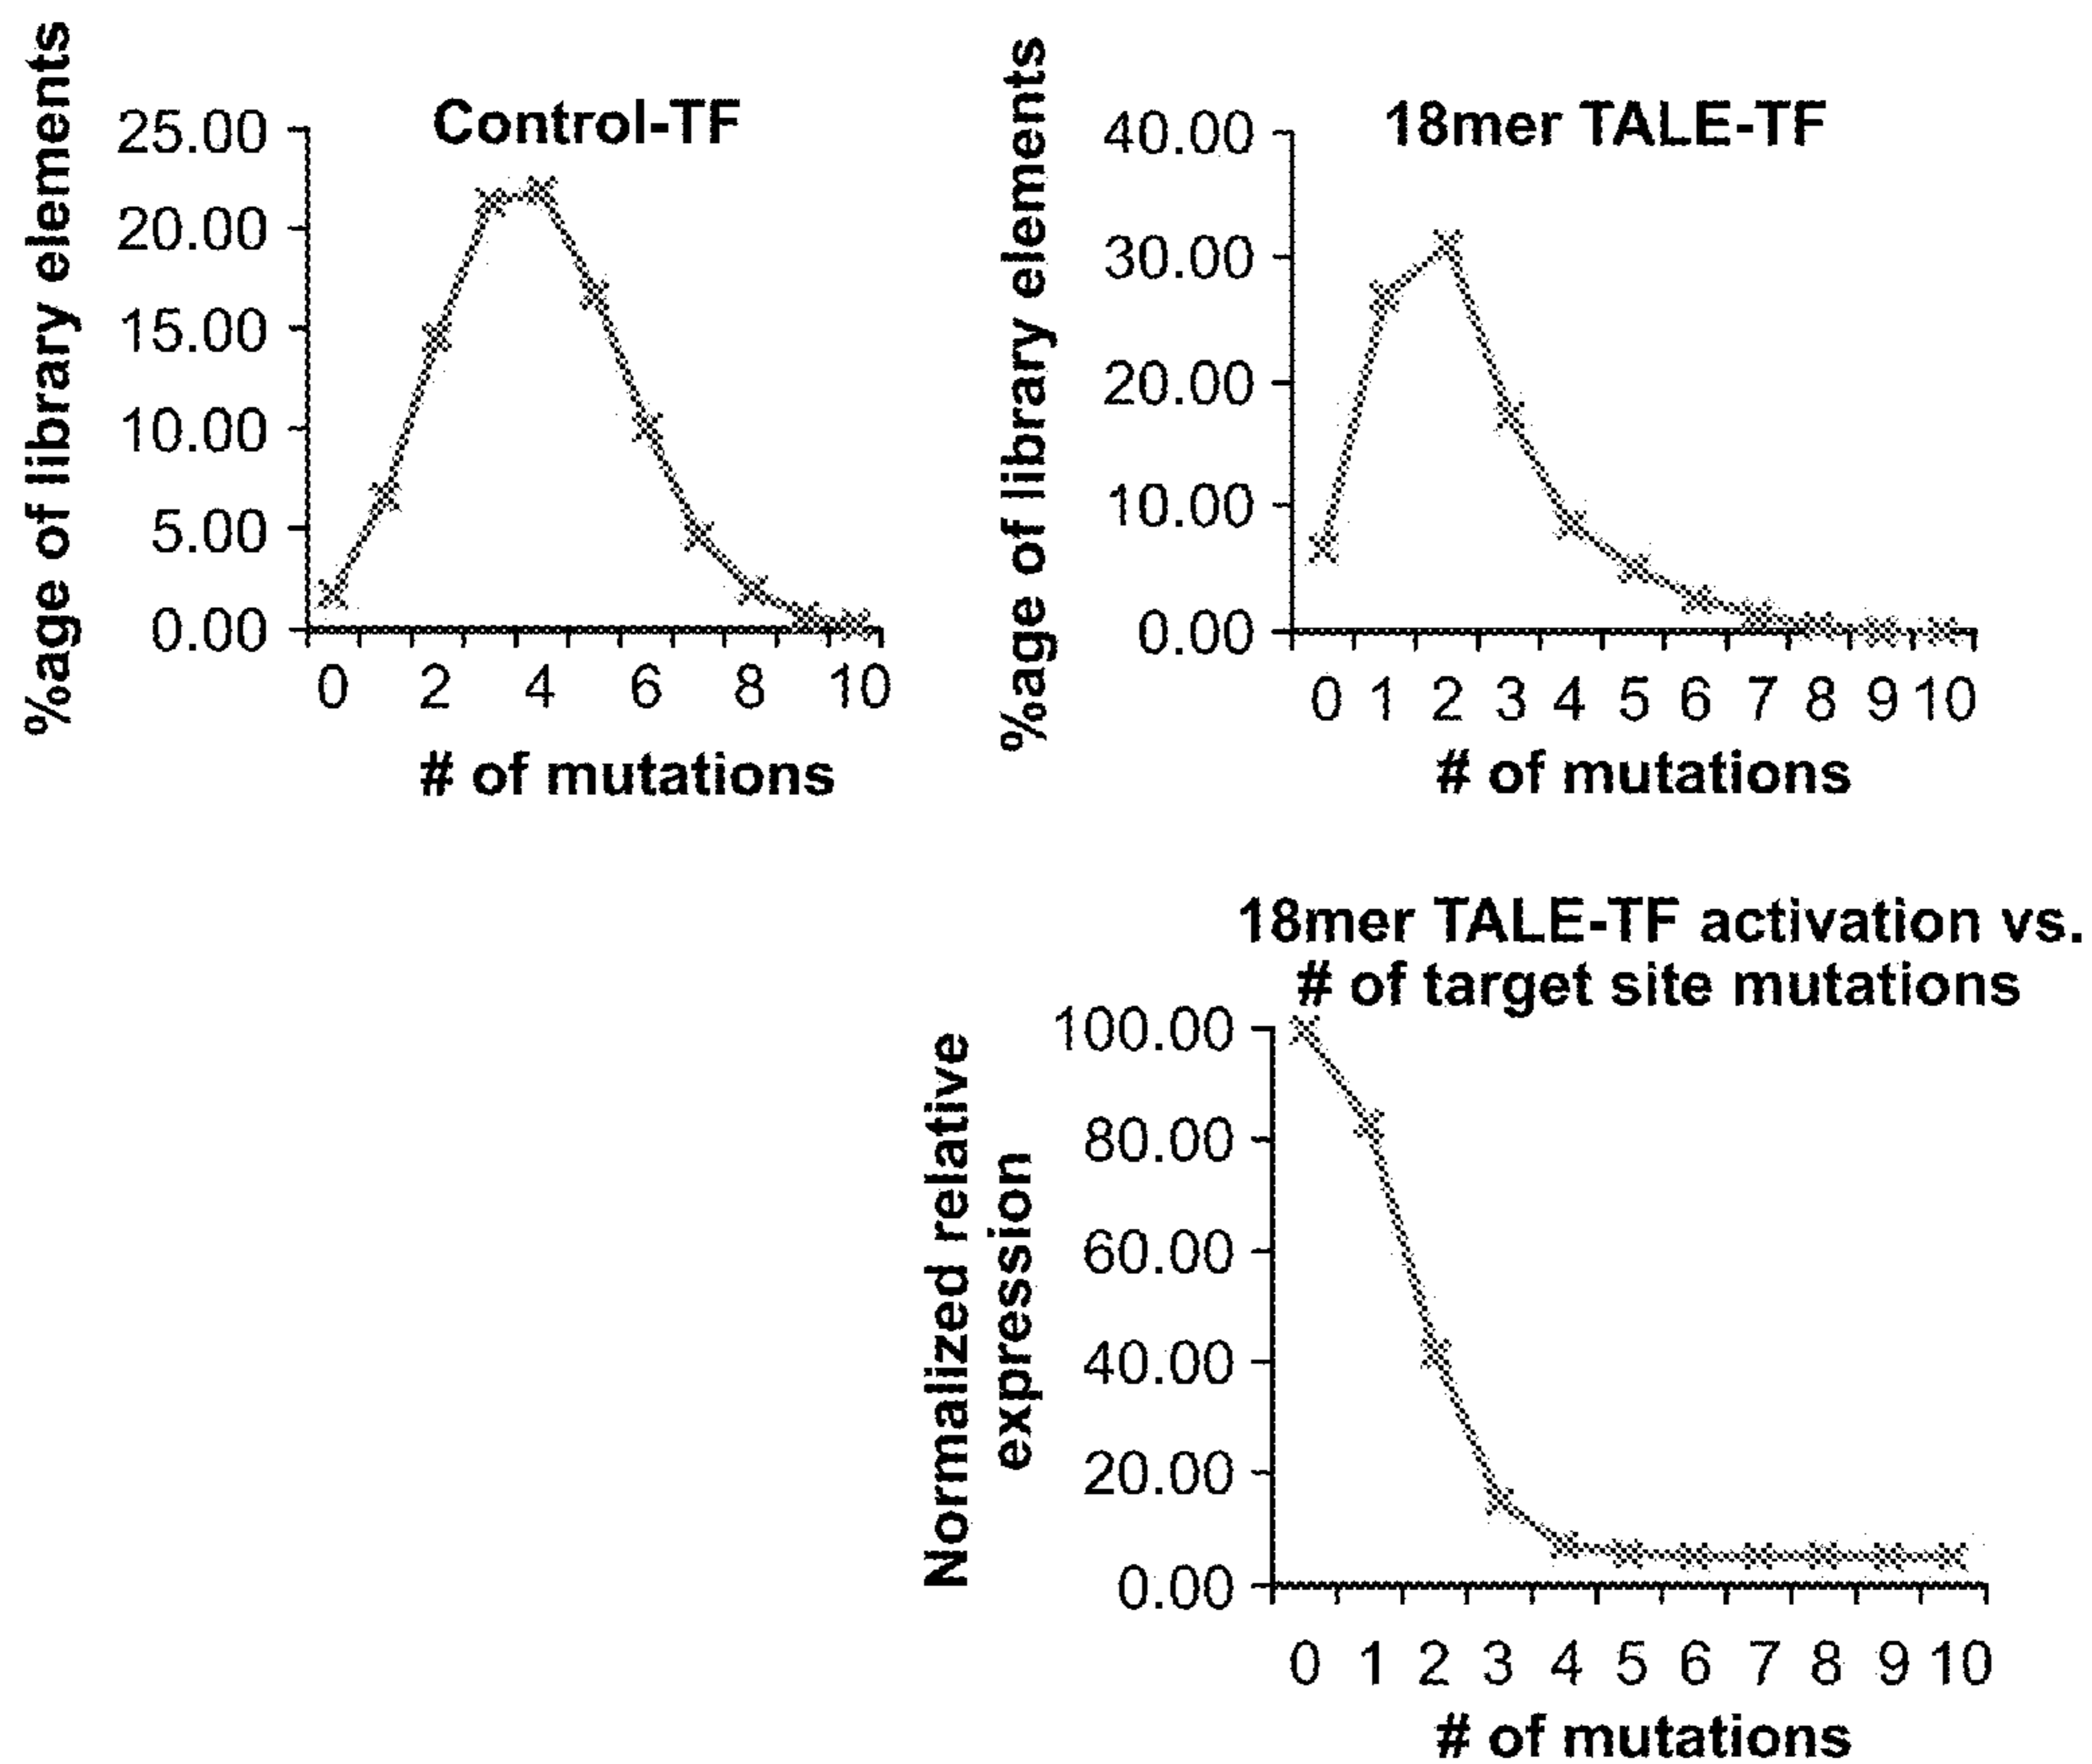 Control-TF
%age of library elements
25.00
20.00
15.00
10.00
5.00
0.00
0 2 4 6 8 10
# of mutations
18mer TALE-TF
%age of library elements
40.00
30.00
20.00
10.00
0.00
0 1 2 3 4 5 6 7 8 9 10
# of mutations
18mer TALE-TF activation vs.
# of target site mutations
Normalized relative
expression
100.00
80.00
60.00
40.00
20.00
0.00
0 1 2 3 4 5 6 7 8 9 10
# of mutations